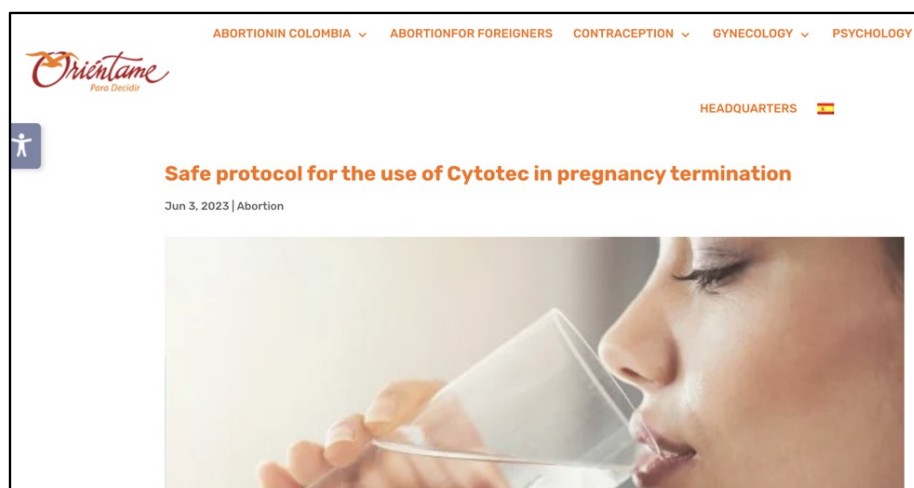 ABORTIONIN COLOMBIA
ABORTIONFOR FOREIGNERS
CONTRACEPTION
GYNECOLOGY
PSYCHOLOGY
Oriéntame
Para Decidir
HEADQUARTERS
Safe protocol for the use of Cytotec in pregnancy termination
Jun 3, 2023 | Abortion